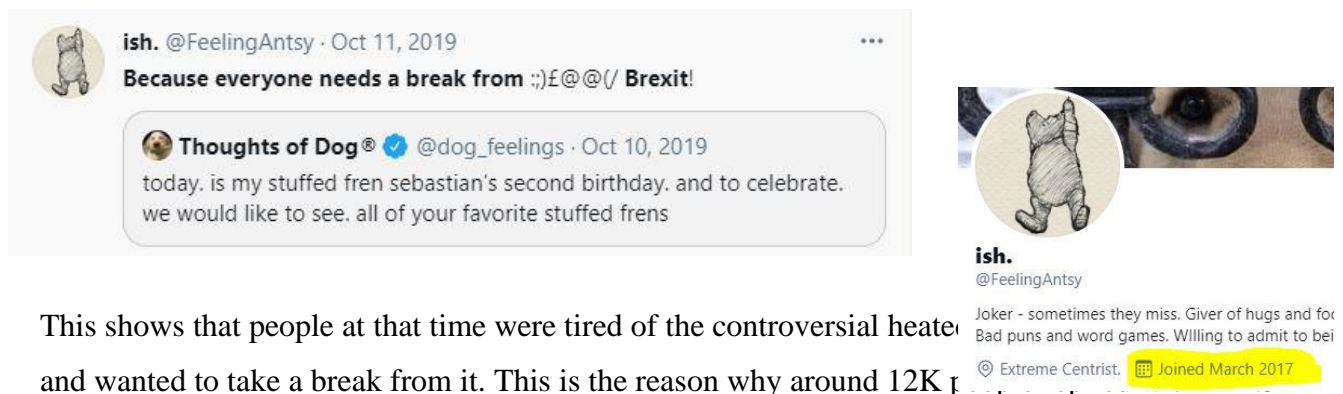 ish. @FeelingAntsy · Oct 11, 2019
Because everyone needs a break from :;)£@@(/ Brexit!
Thoughts of Dog® @dog_feelings · Oct 10, 2019
today. is my stuffed fren sebastian's second birthday. and to celebrate.
we would like to see. all of your favorite stuffed frens
ish.
@FeelingAntsy
Joker - sometimes they miss. Giver of hugs and
Bad puns and word games. WIlling to admit to
Extreme Centrist. Joined March 2017
This shows that people at that time were tired of the controversial
and wanted to take a break from it. This is the reason why around 12K